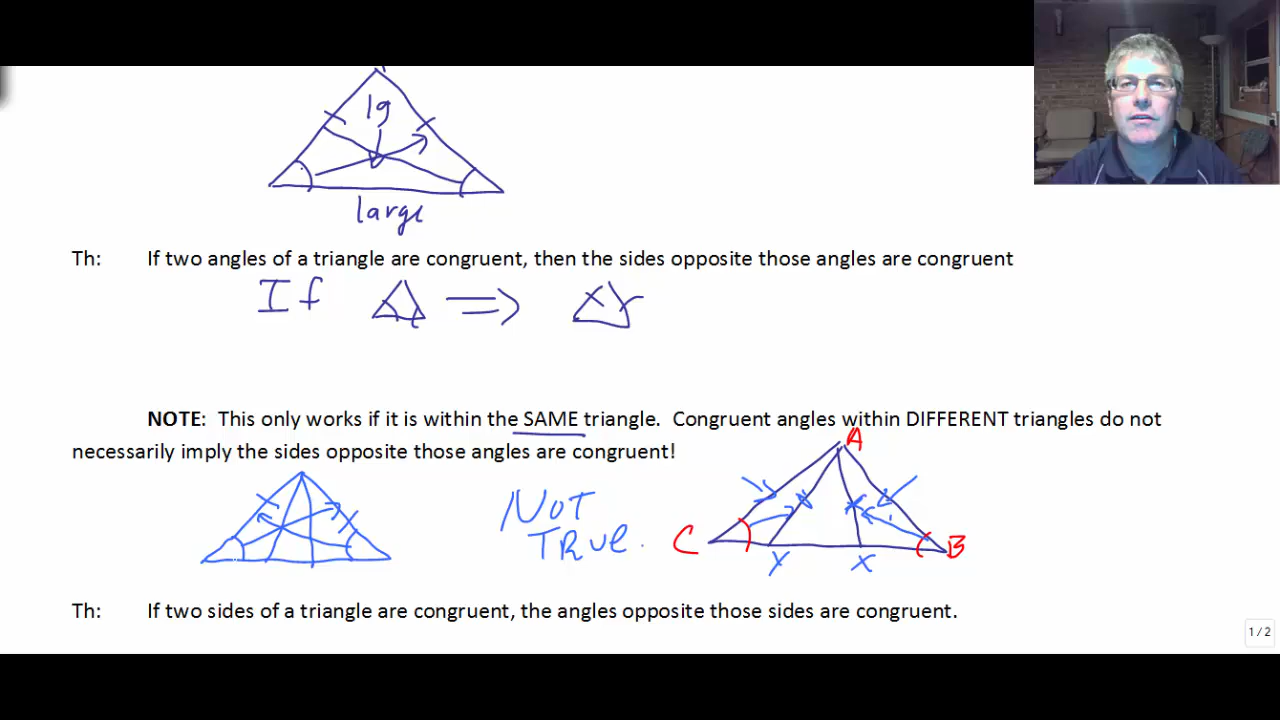 lg
large
Th: If two angles of a triangle are congruent, then the sides opposite those angles are congruent
If
NOTE: This only works if it is within the SAME triangle. Congruent angles within DIFFERENT triangles do not
necessarily imply the sides opposite those angles are congruent!
A
NOT
TRUE.
C
B
Y
X
Th: If two sides of a triangle are congruent, the angles opposite those sides are congruent.
1/2